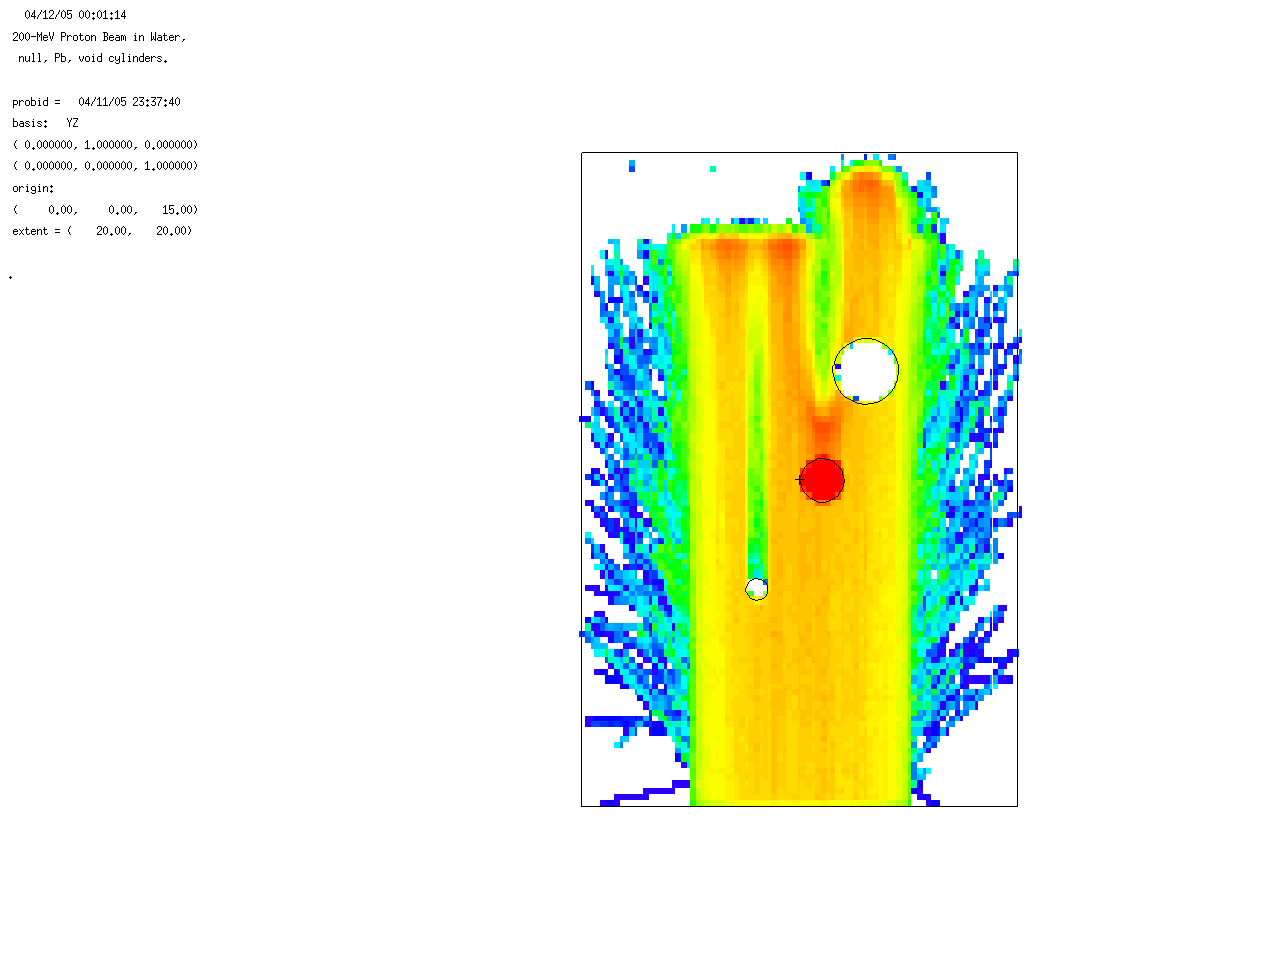 04/12/05 00:01:14
200-MeV Proton Beam in Water,
null, Pb, void cylinders.
probid = 04/11/05 23:37:40
basis: YZ
( 0.000000, 1.000000, 0.000000)
( 0.000000, 0.000000, 1.000000)
origin:
( 0.00, 0.00, 15.00)
extent = ( 20.00, 20.00)